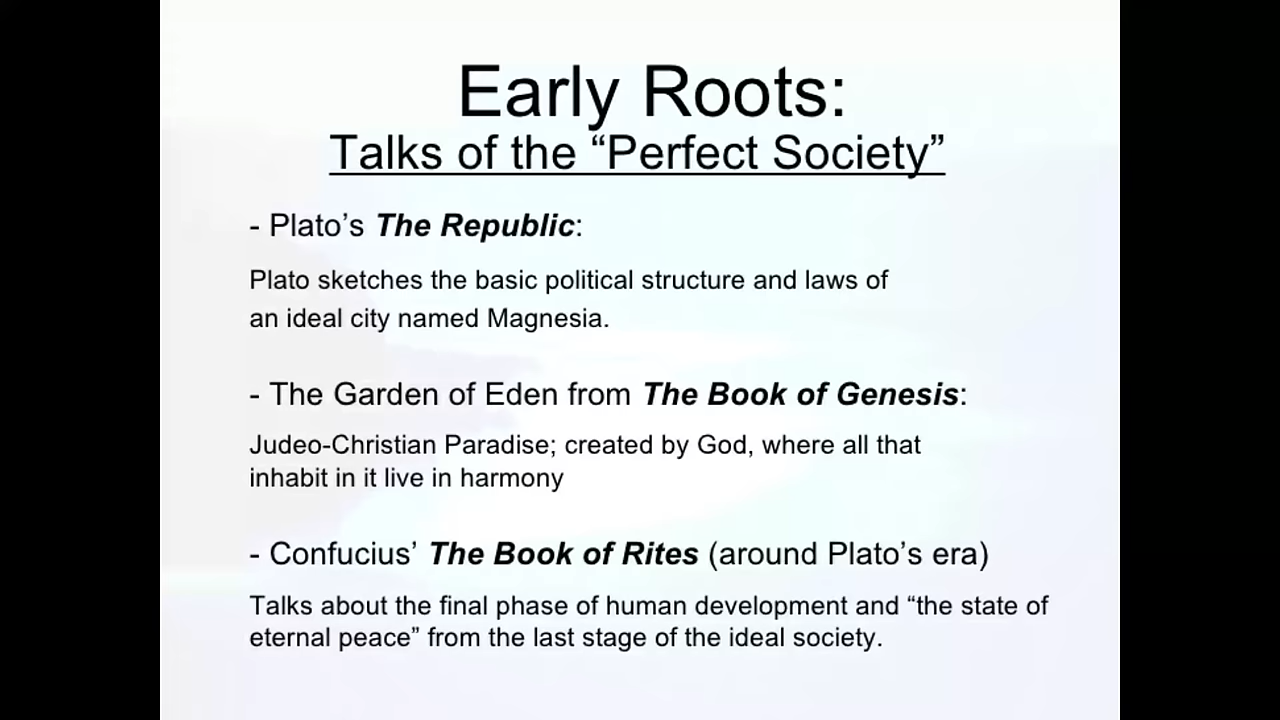 Early Roots:
Talks of the “Perfect Society”
- Plato’s The Republic:
Plato sketches the basic political structure and laws of
an ideal city named Magnesia.
- The Garden of Eden from The Book of Genesis:
Judeo-Christian Paradise; created by God, where all that
inhabit in it live in harmony
- Confucius’ The Book of Rites (around Plato’s era)
Talks about the final phase of human development and “the state of
eternal peace” from the last stage of the ideal society.